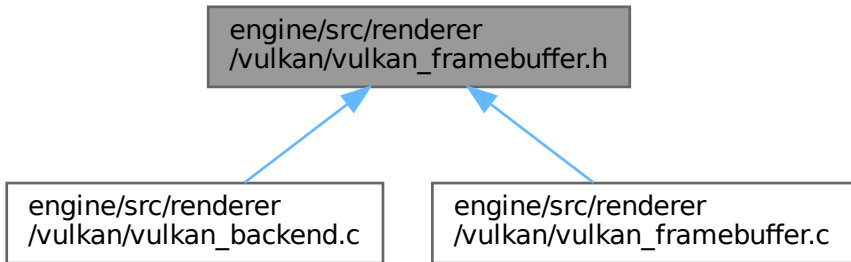 engine/src/renderer
/vulkan/vulkan_framebuffer.h
engine/src/renderer
/vulkan/vulkan_backend.c
engine/src/renderer
/vulkan/vulkan_framebuffer.c